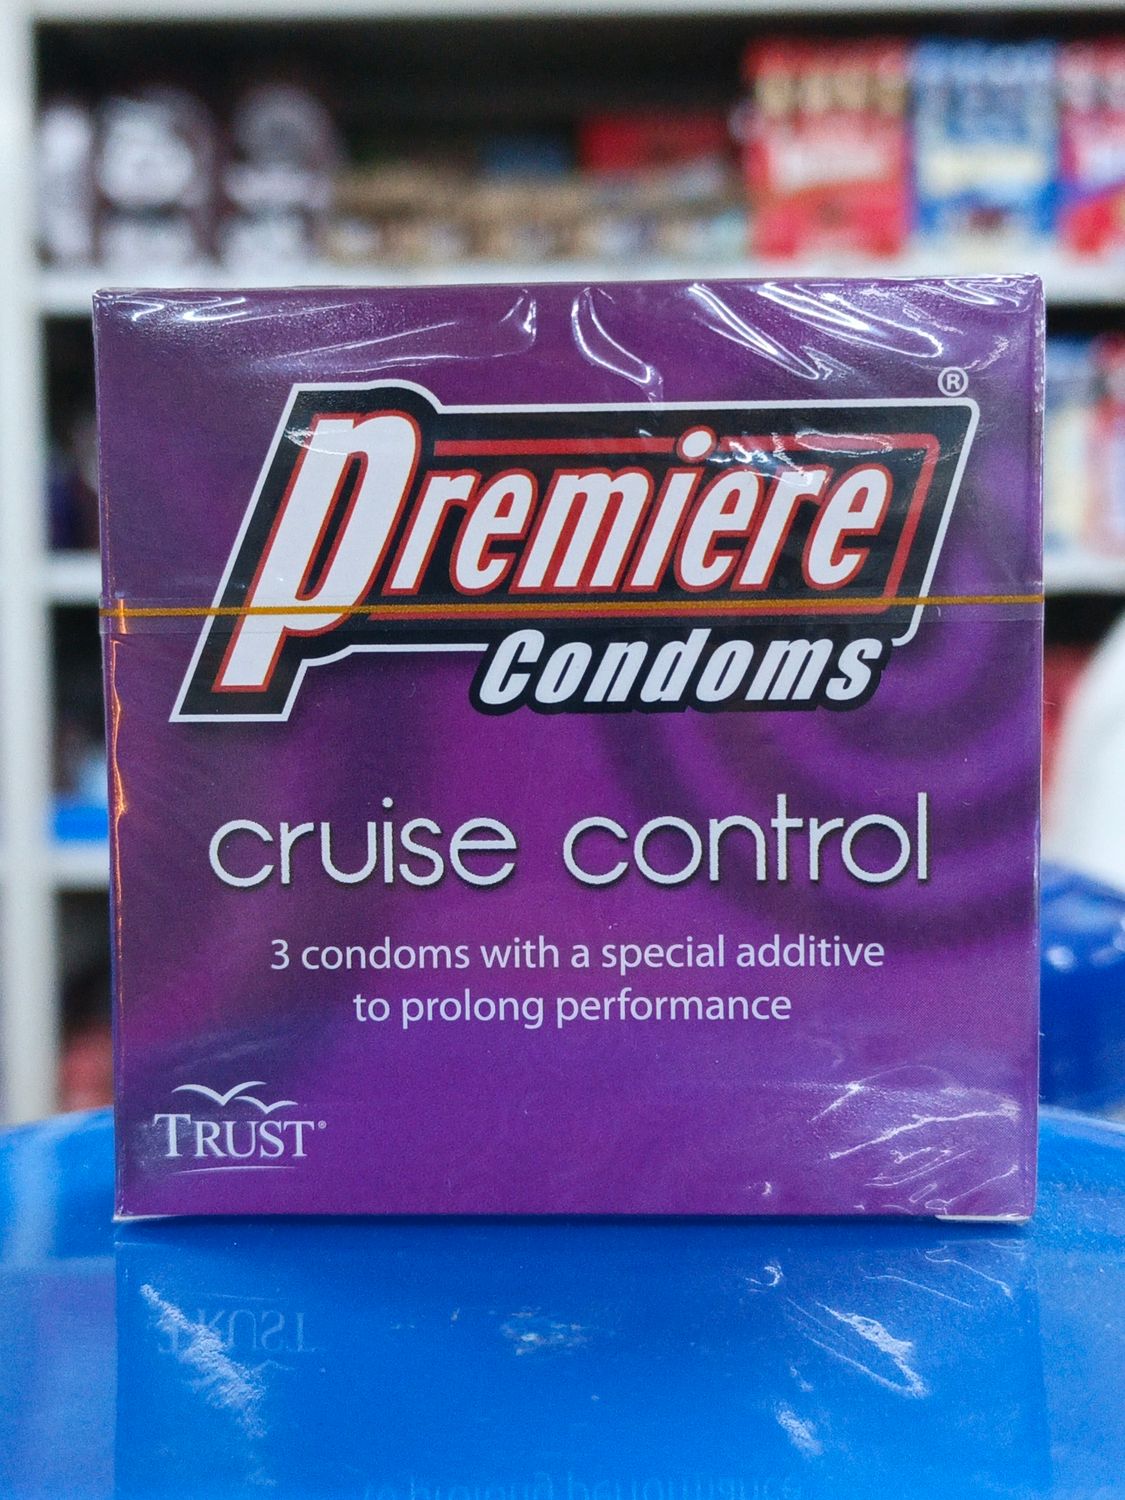 Premiere
®
Condoms
cruise control
3 condoms with a special additive
to prolong performance
TRUST®